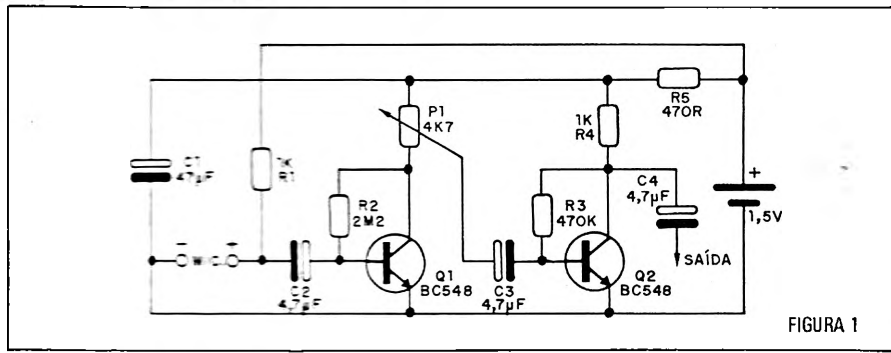 R5
470R
P1
4K7
1K
R4
C1
47µF
1K
R1
R2
2M2
R3
470K
C4
4,7µF
+
1,5V
− MIC. +
C2
4,7µF
Q1
BC548
C3
4,7µF
Q2
BC548
SAÍDA
FIGURA 1